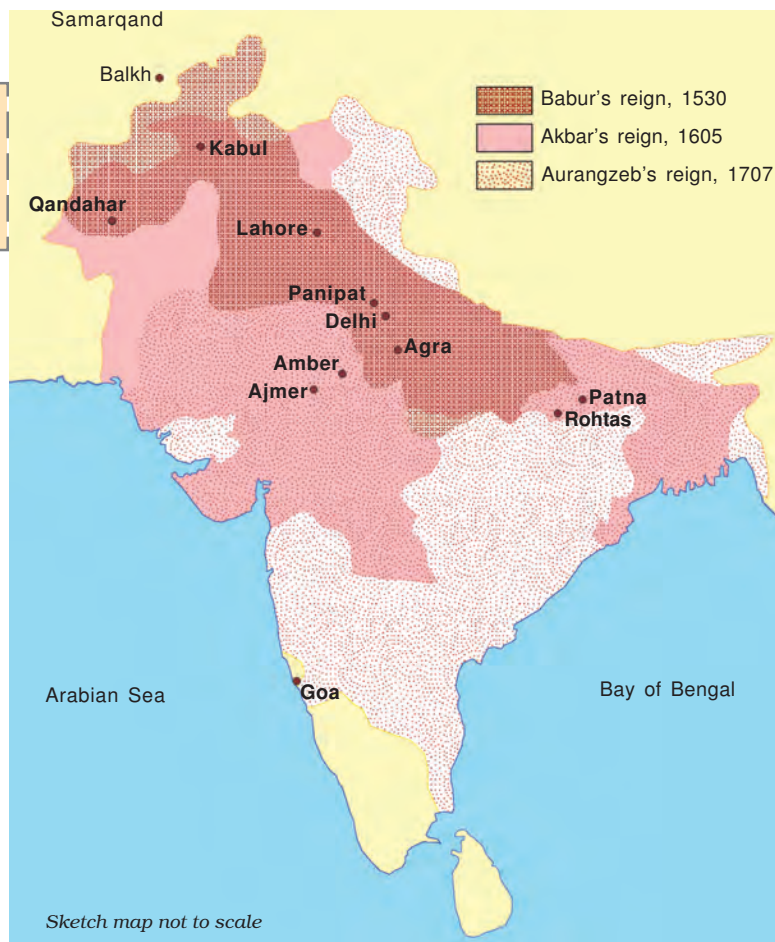 Samarqand
Balkh
Babur's reign, 1530
Akbar's reign, 1605
Kabul
Aurangzeb's reign, 1707
Qandahar
Lahore
Panipat
Delhi
Agra
Amber
Ajmer
Patna
Rohtas
Goa
Arabian Sea
Bay of Bengal
Sketch map not to scale